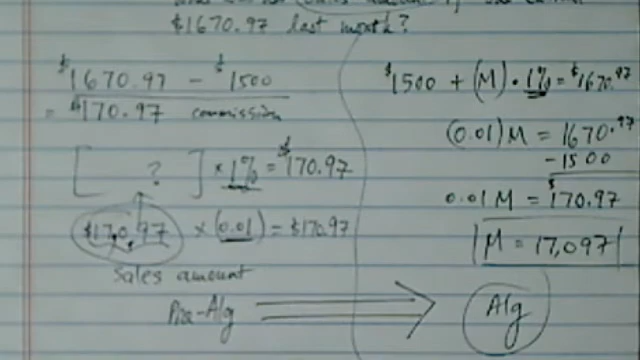 $1670.97 last month?
$1670.97 - $1500
= $170.97 commission
[ ? ] × 1% = $170.97
$17,0,97 × (0.01) = $170.97
Sales amount
Pre-Alg
$1500 + (M) · 1% = $1670.97
(0.01) M = 1670.97
-1500
0.01 M = $170.97
M = 17,097
Alg